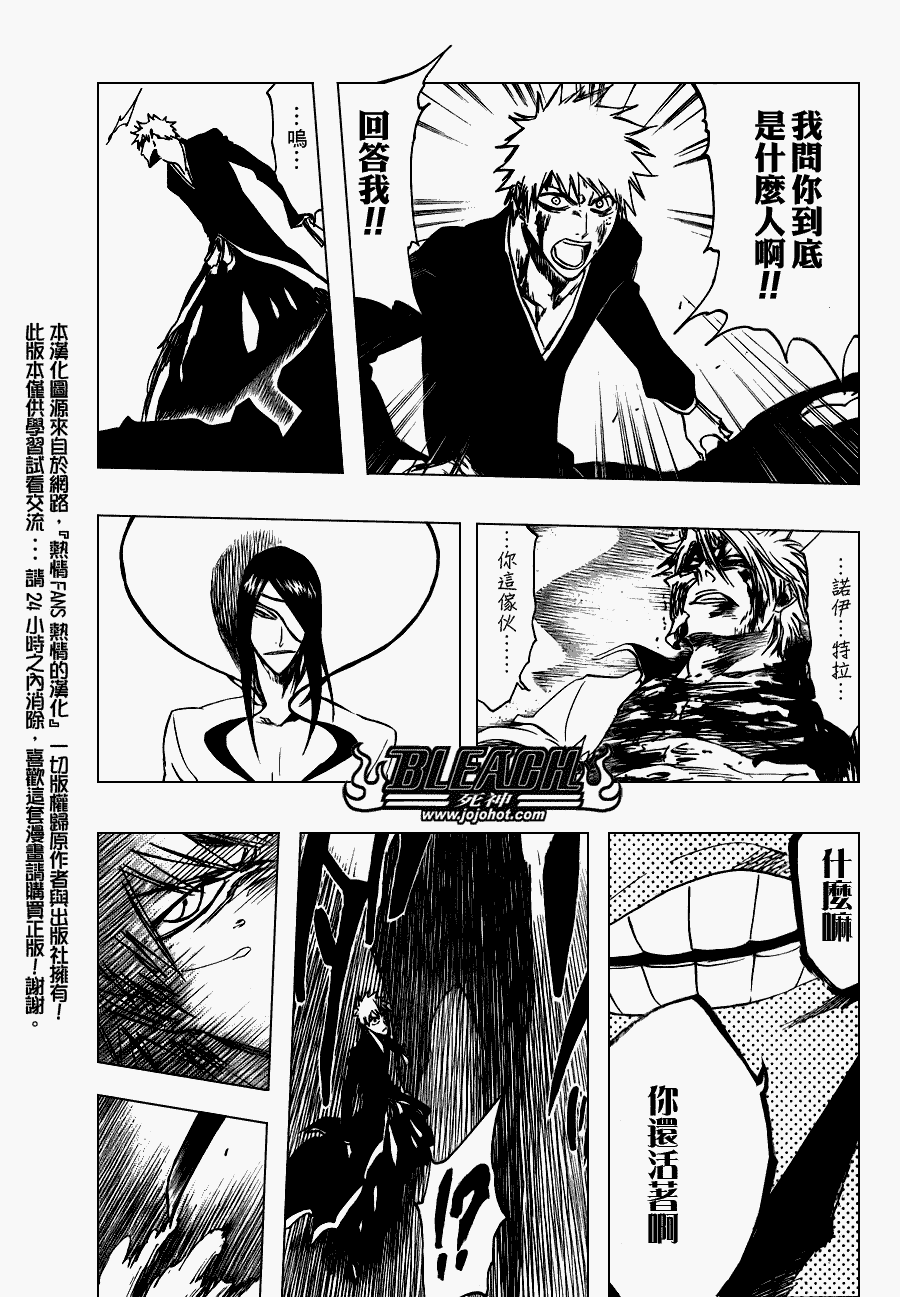 我問你到底
是什麼人啊!!
回答我!!
…嗚…
…諾伊…特拉…
…你這傢伙……
BLEACH
死神
www.jojohot.com
什麼嘛
你還活著啊
!?
本漢化圖源來自於網路，『熱情FANS熱情的漢化』一切版權歸原作者與出版社擁有！
此版本僅供學習試看交流…請24小時之內消除，喜歡這套漫畫請購買正版！謝謝。